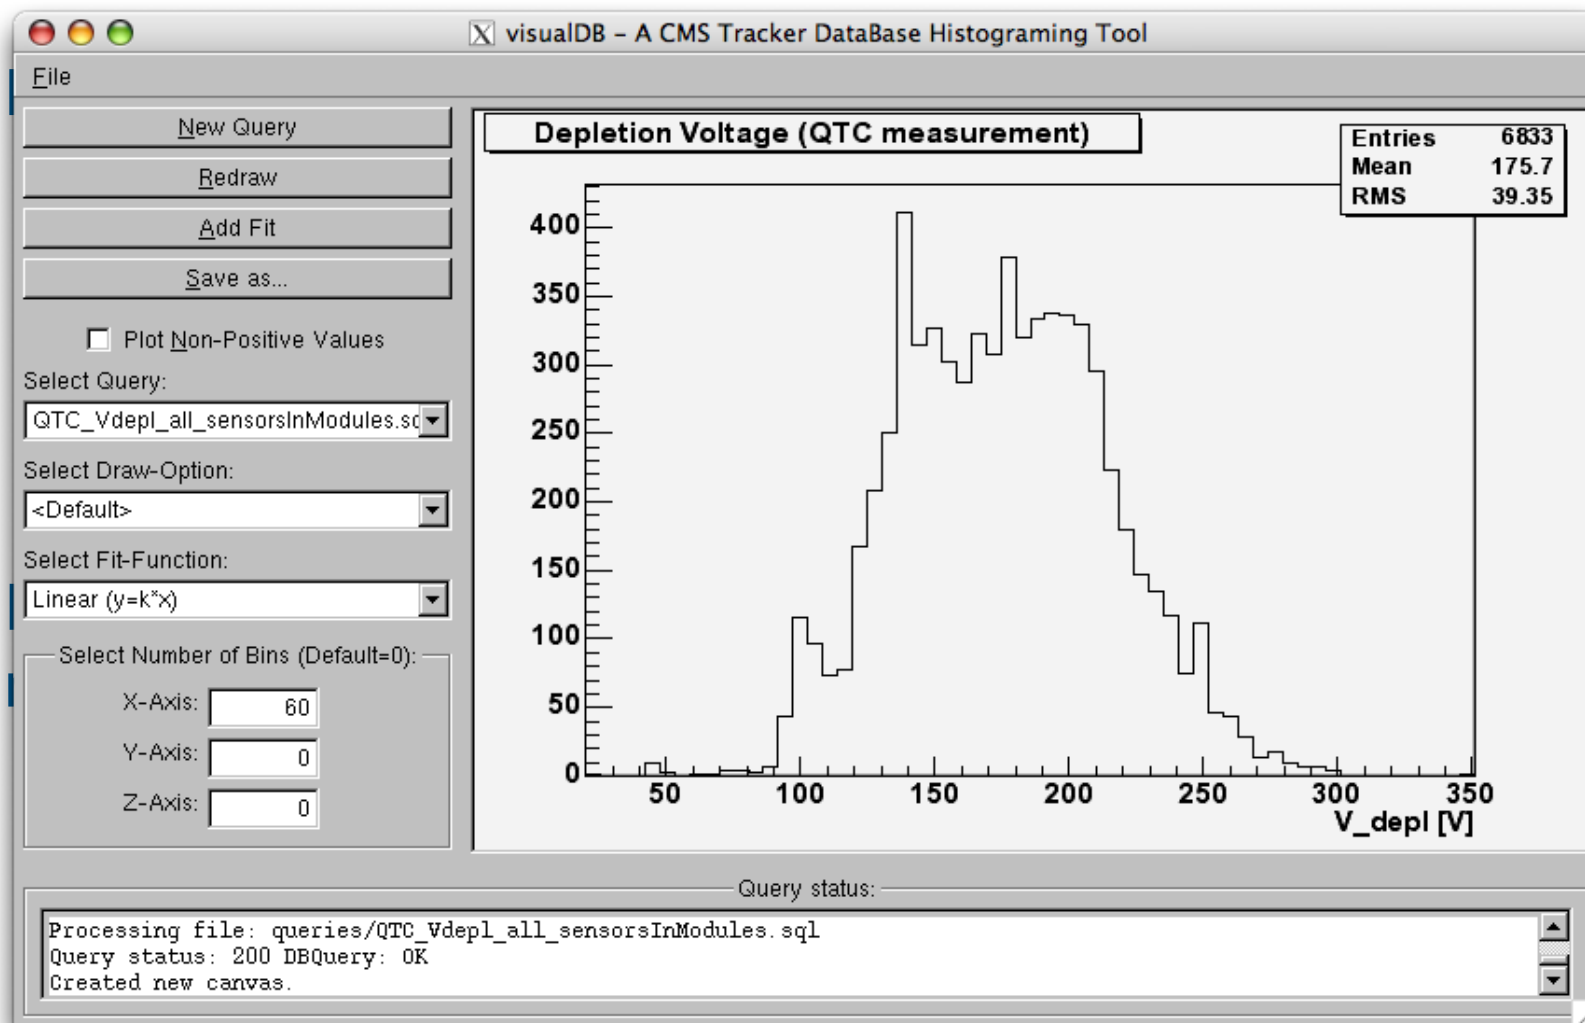 visualDB - A CMS Tracker DataBase Histograming Tool
File
New Query
Redraw
Add Fit
Save as...
Plot Non-Positive Values
Select Query:
QTC_Vdepl_all_sensorsInModules.sq
Select Draw-Option:
<Default>
Select Fit-Function:
Linear (y=k*x)
Select Number of Bins (Default=0):
X-Axis: 60
Y-Axis: 0
Z-Axis: 0
Depletion Voltage (QTC measurement)
Entries 6833
Mean 175.7
RMS 39.35
400
350
300
250
200
150
100
50
0
50 100 150 200 250 300 350
V_depl [V]
Query status:
Processing file: queries/QTC_Vdepl_all_sensorsInModules.sql
Query status: 200 DBQuery: OK
Created new canvas.